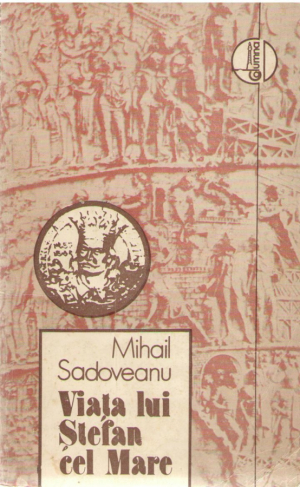 Columna
Mihail
Sadoveanu
Viața lui
Ștefan
cel Mare